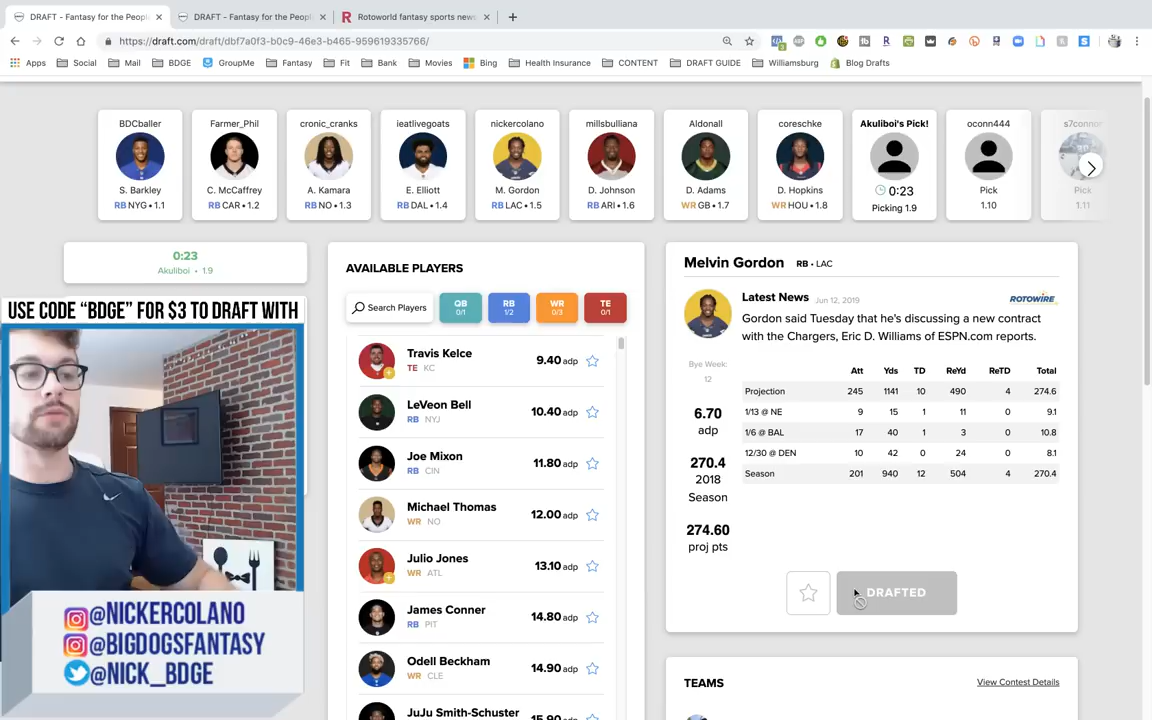 DRAFT - Fantasy for the Peopl
DRAFT - Fantasy for the Peopl
Rotoworld fantasy sports news
https://draft.com/draft/dbf7a0f3-b0c9-46e3-b465-959619335766/
Apps Social Mail BDGE GroupMe Fantasy Fit Bank Movies Bing Health Insurance CONTENT DRAFT GUIDE Williamsburg Blog Drafts
BDCballer Farmer_Phil cronic_cranks ieatlivegoats nickercolano millsbulliana Aldonall coreschke Akuliboi's Pick! oconn444 s7connor
0:23
S. Barkley C. McCaffrey A. Kamara E. Elliott M. Gordon D. Johnson D. Adams D. Hopkins Pick Pick
RB NYG • 1.1 RB CAR • 1.2 RB NO • 1.3 RB DAL • 1.4 RB LAC • 1.5 RB ARI • 1.6 WR GB • 1.7 WR HOU • 1.8 Picking 1.9 1.10 1.11
0:23
Akuliboi • 1.9
USE CODE "BDGE" FOR $3 TO DRAFT WITH
@NICKERCOLANO
@BIGDOGSFANTASY
@NICK_BDGE
AVAILABLE PLAYERS
Search Players
QB
0/1
RB
1/2
WR
0/3
TE
0/1
Travis Kelce 9.40 adp
TE KC
LeVeon Bell 10.40 adp
RB NYJ
Joe Mixon 11.80 adp
RB CIN
Michael Thomas 12.00 adp
WR NO
Julio Jones 13.10 adp
WR ATL
James Conner 14.80 adp
RB PIT
Odell Beckham 14.90 adp
WR CLE
JuJu Smith-Schuster 15.90 adp
Melvin Gordon RB • LAC
Latest News Jun 12, 2019 ROTOWIRE
Gordon said Tuesday that he's discussing a new contract
with the Chargers, Eric D. Williams of ESPN.com reports.
Bye Week:
12
6.70
adp
270.4
2018
Season
274.60
proj pts
Att Yds TD ReYd ReTD Total
Projection 245 1141 10 490 4 274.6
1/13 @ NE 9 15 1 11 0 9.1
1/6 @ BAL 17 40 1 3 0 10.8
12/30 @ DEN 10 42 0 24 0 8.1
Season 201 940 12 504 4 270.4
DRAFTED
TEAMS View Contest Details